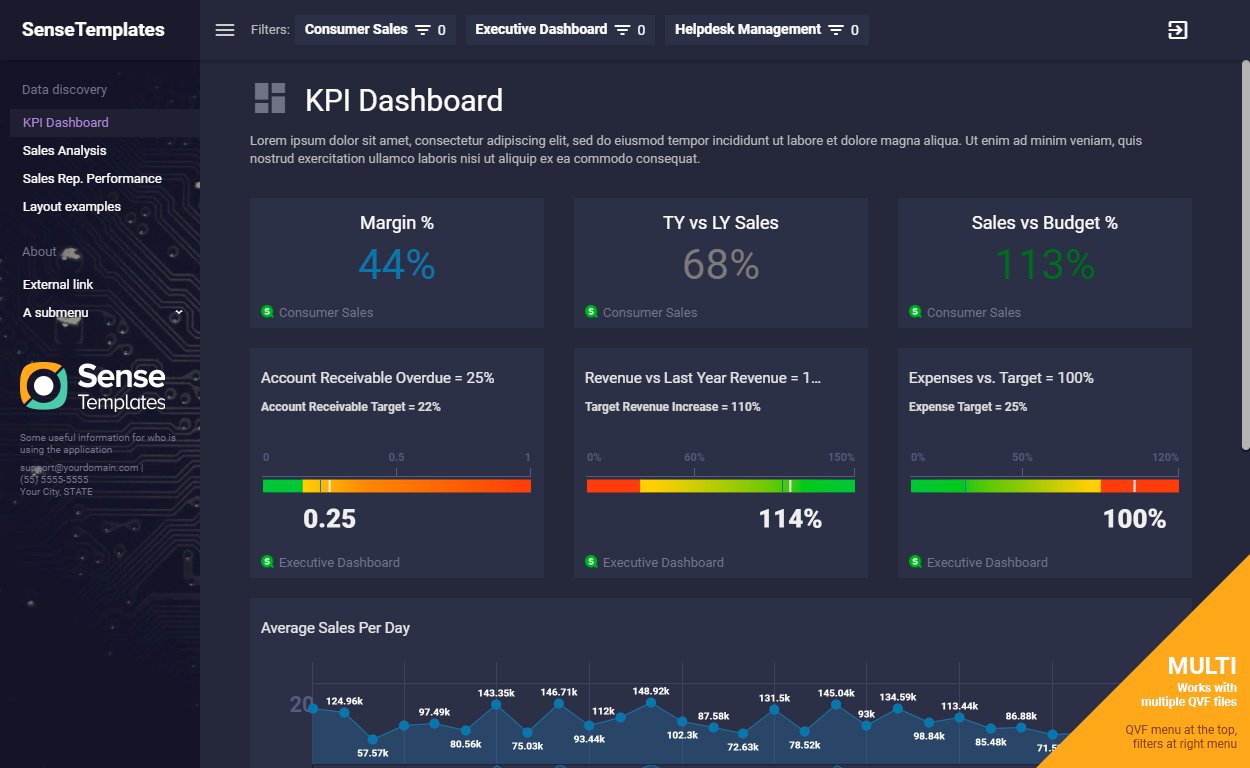 SenseTemplates
Filters: Consumer Sales 0 Executive Dashboard 0 Helpdesk Management 0
Data discovery
KPI Dashboard
Sales Analysis
Sales Rep. Performance
Layout examples
About
External link
A submenu
Sense
Templates
Some useful information for who is
using the application
support@yourdomain.com |
(55) 5555-5555
Your City, STATE
KPI Dashboard
Lorem ipsum dolor sit amet, consectetur adipiscing elit, sed do eiusmod tempor incididunt ut labore et dolore magna aliqua. Ut enim ad minim veniam, quis
nostrud exercitation ullamco laboris nisi ut aliquip ex ea commodo consequat.
Margin %
44%
Consumer Sales
TY vs LY Sales
68%
Consumer Sales
Sales vs Budget %
113%
Consumer Sales
Account Receivable Overdue = 25%
Account Receivable Target = 22%
0 0.5 1
0.25
Executive Dashboard
Revenue vs Last Year Revenue = 1...
Target Revenue Increase = 110%
0% 60% 150%
114%
Executive Dashboard
Expenses vs. Target = 100%
Expense Target = 25%
0% 50% 120%
100%
Executive Dashboard
Average Sales Per Day
20
124.96k
57.57k
97.49k
80.56k
143.35k
75.03k
146.71k
93.44k
112k
148.92k
102.3k
87.58k
72.63k
131.5k
78.52k
145.04k
93k
134.59k
98.84k
113.44k
85.48k
86.88k
MULTI
Works with
multiple QVF files
QVF menu at the top,
filters at right menu